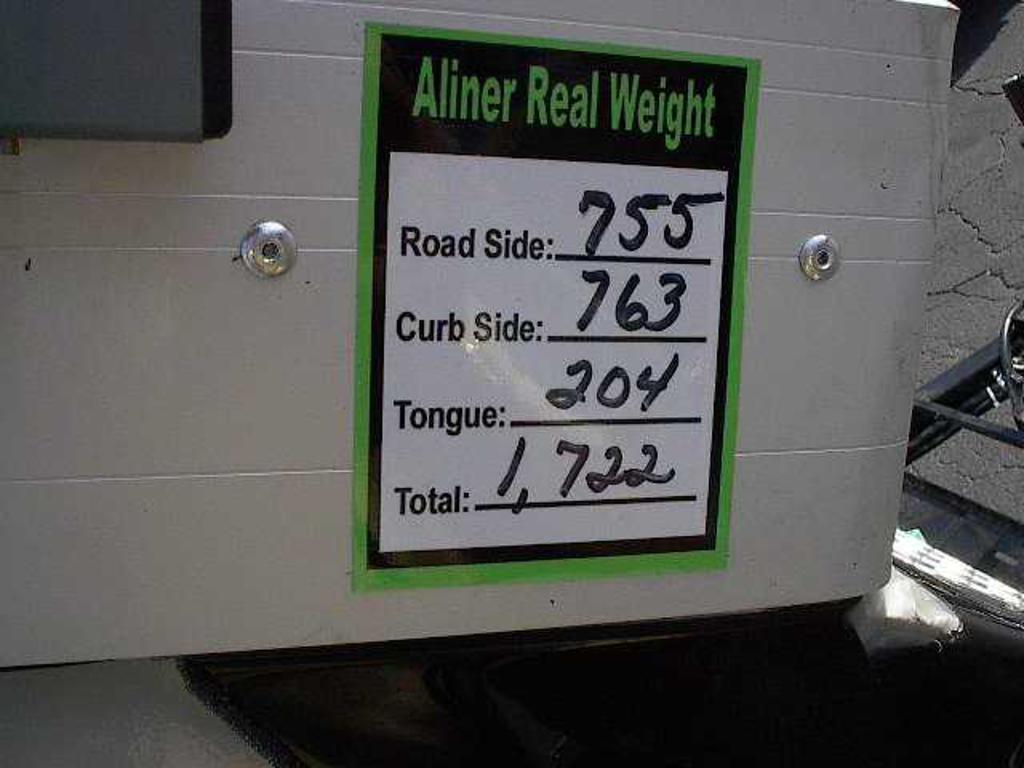 Aliner Real Weight
Road Side: 755
Curb Side: 763
Tongue: 204
Total: 1,722